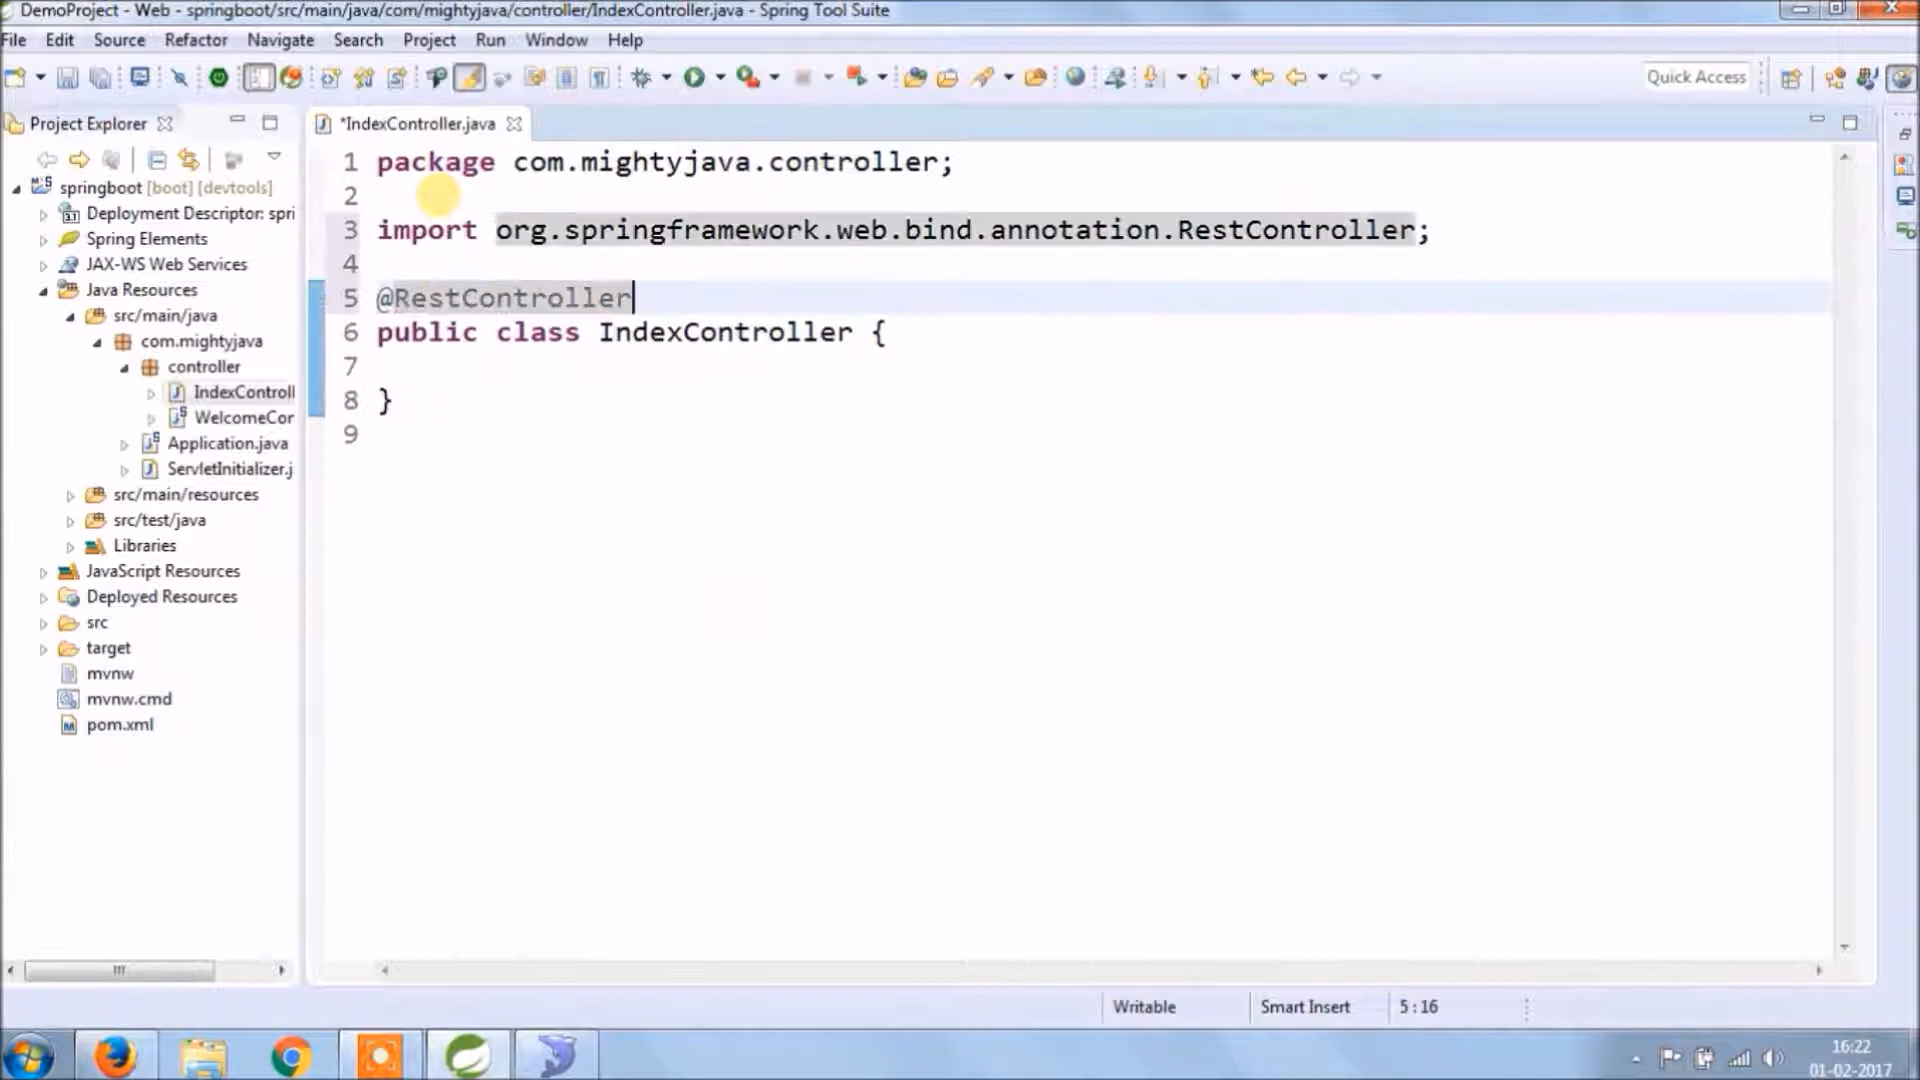 DemoProject - Web - springboot/src/main/java/com/mightyjava/controller/IndexController.java - Spring Tool Suite
File Edit Source Refactor Navigate Search Project Run Window Help
Quick Access
Project Explorer
*IndexController.java
springboot [boot] [devtools]
Deployment Descriptor: spri
Spring Elements
JAX-WS Web Services
Java Resources
src/main/java
com.mightyjava
controller
IndexControll
WelcomeCor
Application.java
ServletInitializer.j
src/main/resources
src/test/java
Libraries
JavaScript Resources
Deployed Resources
src
target
mvnw
mvnw.cmd
pom.xml
1 package com.mightyjava.controller;
2
3 import org.springframework.web.bind.annotation.RestController;
4
5 @RestController
6 public class IndexController {
7
8 }
9
Writable Smart Insert 5 : 16
16:22
01-02-2017